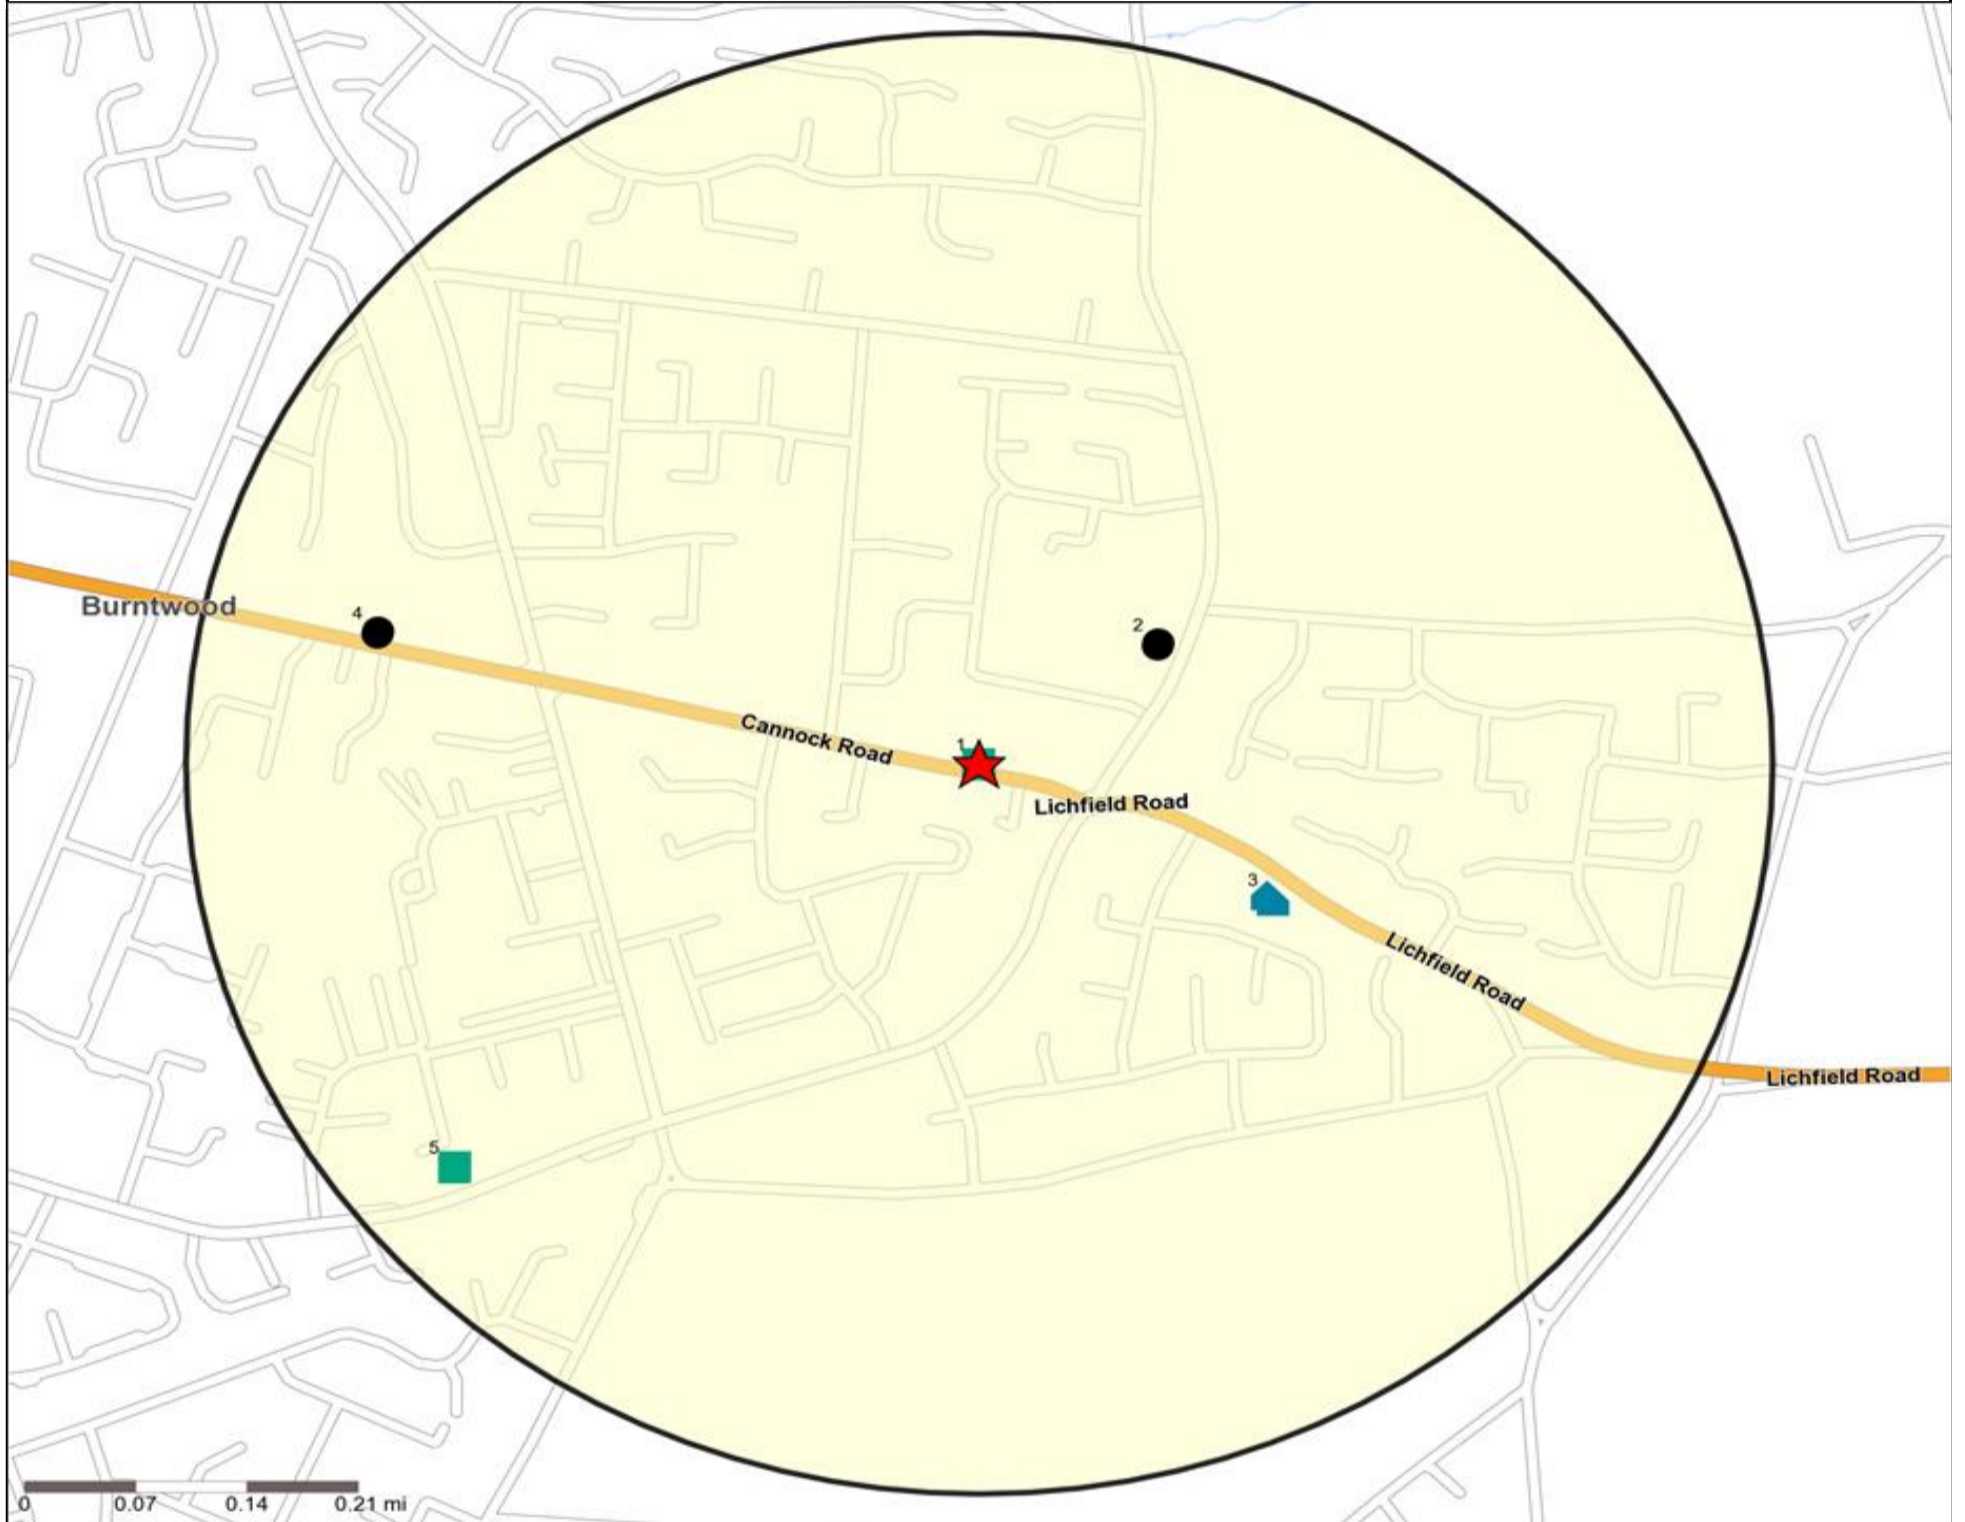 Burntwood
4
2
Cannock Road
1
Lichfield Road
3
Lichfield Road
Lichfield Road
5
0 0.07 0.14 0.21 mi